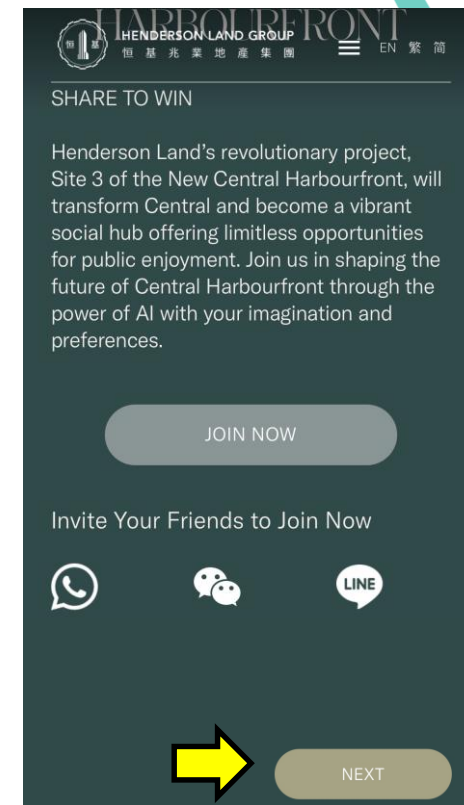 HARBOURFRONT
HENDERSON LAND GROUP
恒基兆業地產集團
EN 繁 简
SHARE TO WIN
Henderson Land's revolutionary project,
Site 3 of the New Central Harbourfront, will
transform Central and become a vibrant
social hub offering limitless opportunities
for public enjoyment. Join us in shaping the
future of Central Harbourfront through the
power of AI with your imagination and
preferences.
JOIN NOW
Invite Your Friends to Join Now
LINE
NEXT